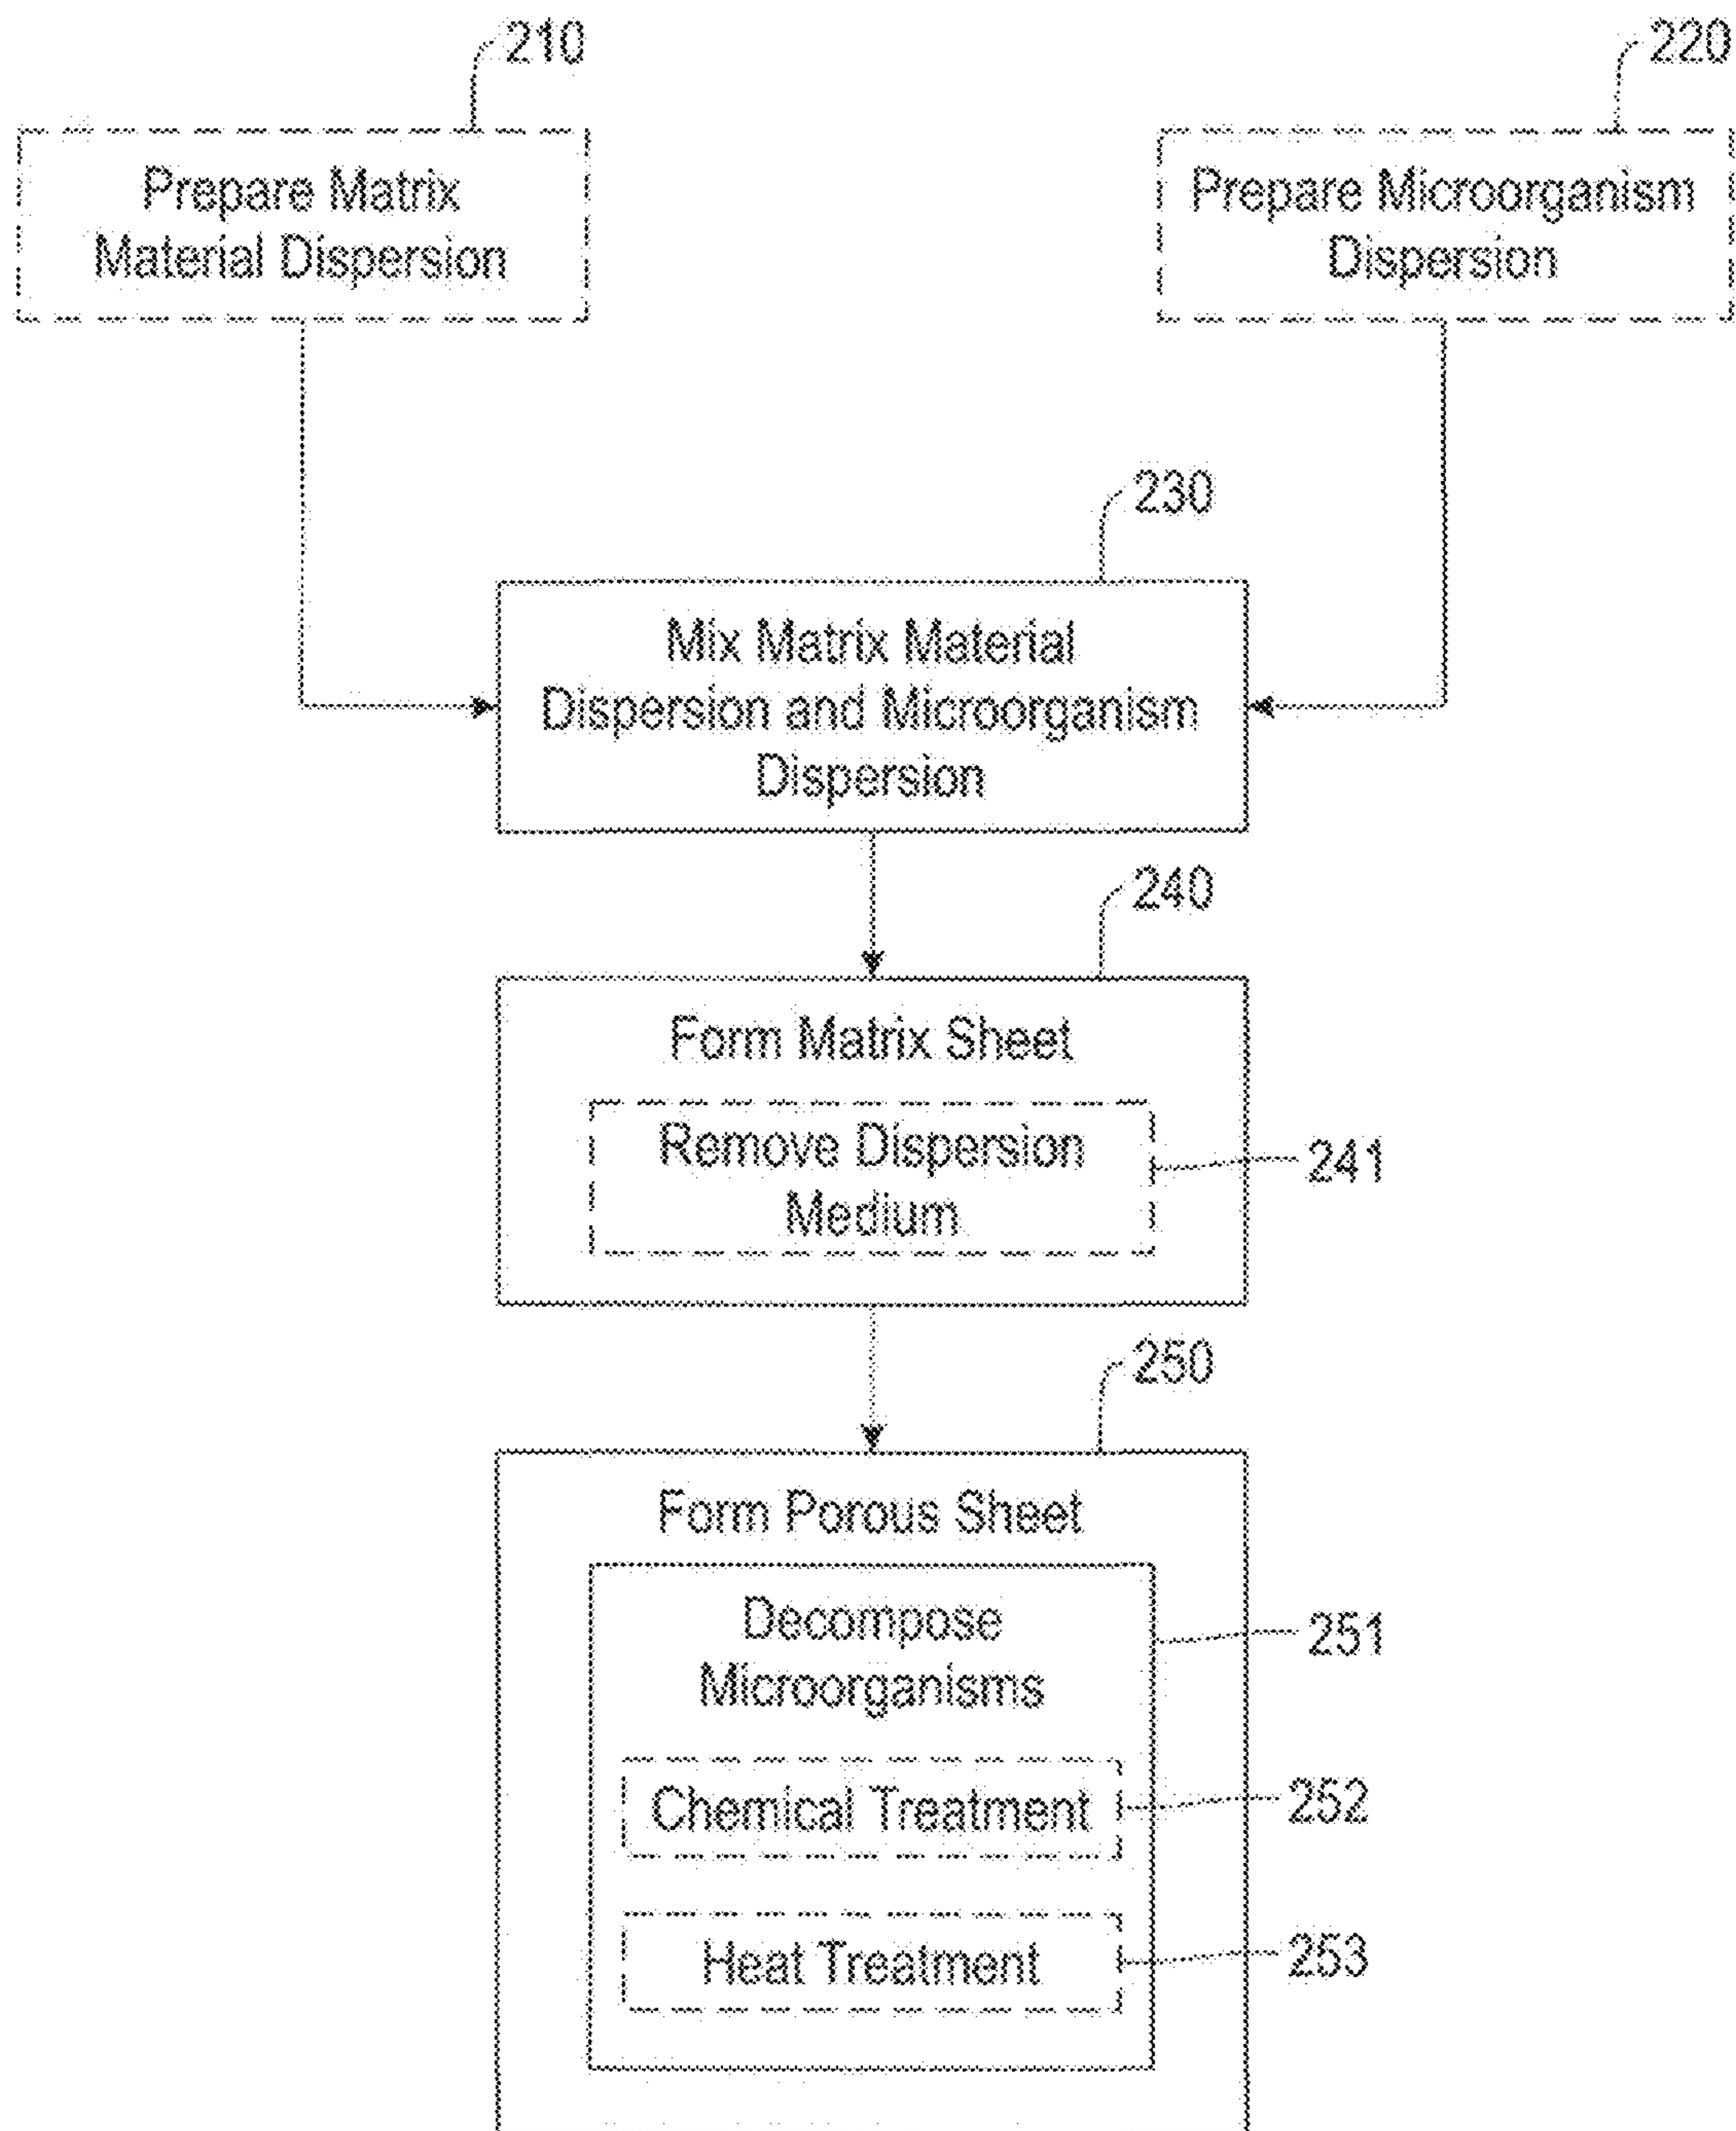 210
220
Prepare Matrix
Material Dispersion
Prepare Microorganism
Dispersion
230
Mix Matrix Material
Dispersion and Microorganism
Dispersion
240
Form Matrix Sheet
Remove Dispersion
Medium
241
250
Form Porous Sheet
Decompose
Microorganisms
251
Chemical Treatment
252
Heat Treatment
253